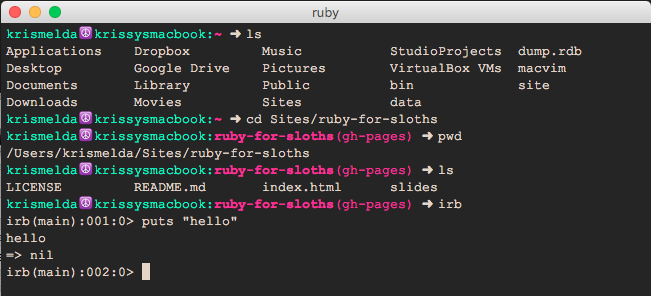 ruby
krismelda☮krissysmacbook:~ ➜ ls
Applications    Dropbox         Music           StudioProjects  dump.rdb
Desktop         Google Drive    Pictures        VirtualBox VMs  macvim
Documents       Library         Public          bin             site
Downloads       Movies          Sites           data
krismelda☮krissysmacbook:~ ➜ cd Sites/ruby-for-sloths
krismelda☮krissysmacbook:ruby-for-sloths(gh-pages) ➜ pwd
/Users/krismelda/Sites/ruby-for-sloths
krismelda☮krissysmacbook:ruby-for-sloths(gh-pages) ➜ ls
LICENSE         README.md       index.html      slides
krismelda☮krissysmacbook:ruby-for-sloths(gh-pages) ➜ irb
irb(main):001:0> puts "hello"
hello
=> nil
irb(main):002:0>